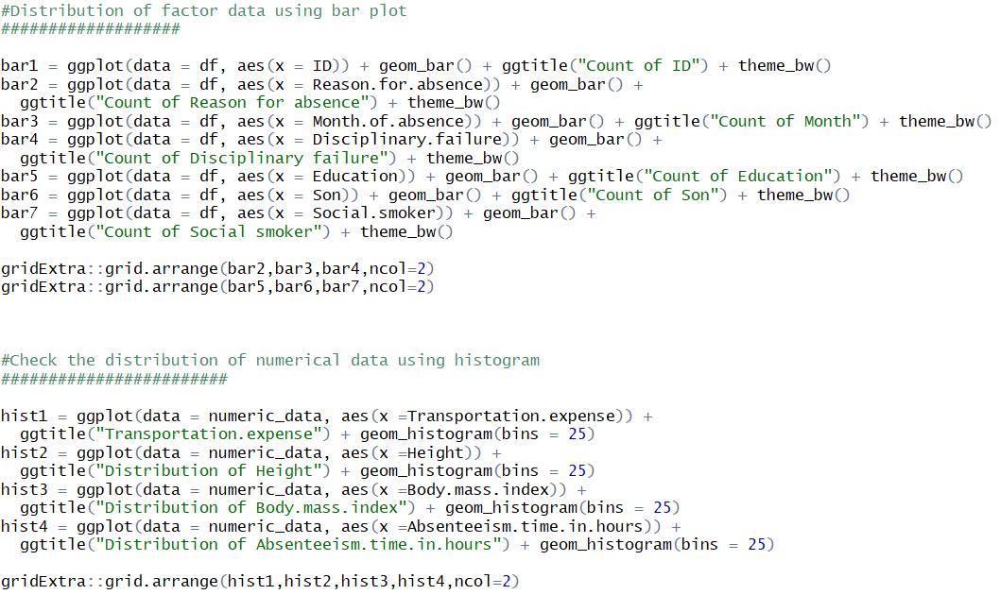 #Distribution of factor data using bar plot
###################
bar1 = ggplot(data = df, aes(x = ID)) + geom_bar() + ggtitle("Count of ID") + theme_bw()
bar2 = ggplot(data = df, aes(x = Reason.for.absence)) + geom_bar() +
  ggtitle("Count of Reason for absence") + theme_bw()
bar3 = ggplot(data = df, aes(x = Month.of.absence)) + geom_bar() + ggtitle("Count of Month") + theme_bw()
bar4 = ggplot(data = df, aes(x = Disciplinary.failure)) + geom_bar() +
  ggtitle("Count of Disciplinary failure") + theme_bw()
bar5 = ggplot(data = df, aes(x = Education)) + geom_bar() + ggtitle("Count of Education") + theme_bw()
bar6 = ggplot(data = df, aes(x = Son)) + geom_bar() + ggtitle("Count of Son") + theme_bw()
bar7 = ggplot(data = df, aes(x = Social.smoker)) + geom_bar() +
  ggtitle("Count of Social smoker") + theme_bw()
gridExtra::grid.arrange(bar2,bar3,bar4,ncol=2)
gridExtra::grid.arrange(bar5,bar6,bar7,ncol=2)
#Check the distribution of numerical data using histogram
########################
hist1 = ggplot(data = numeric_data, aes(x =Transportation.expense)) +
  ggtitle("Transportation.expense") + geom_histogram(bins = 25)
hist2 = ggplot(data = numeric_data, aes(x =Height)) +
  ggtitle("Distribution of Height") + geom_histogram(bins = 25)
hist3 = ggplot(data = numeric_data, aes(x =Body.mass.index)) +
  ggtitle("Distribution of Body.mass.index") + geom_histogram(bins = 25)
hist4 = ggplot(data = numeric_data, aes(x =Absenteeism.time.in.hours)) +
  ggtitle("Distribution of Absenteeism.time.in.hours") + geom_histogram(bins = 25)
gridExtra::grid.arrange(hist1,hist2,hist3,hist4,ncol=2)